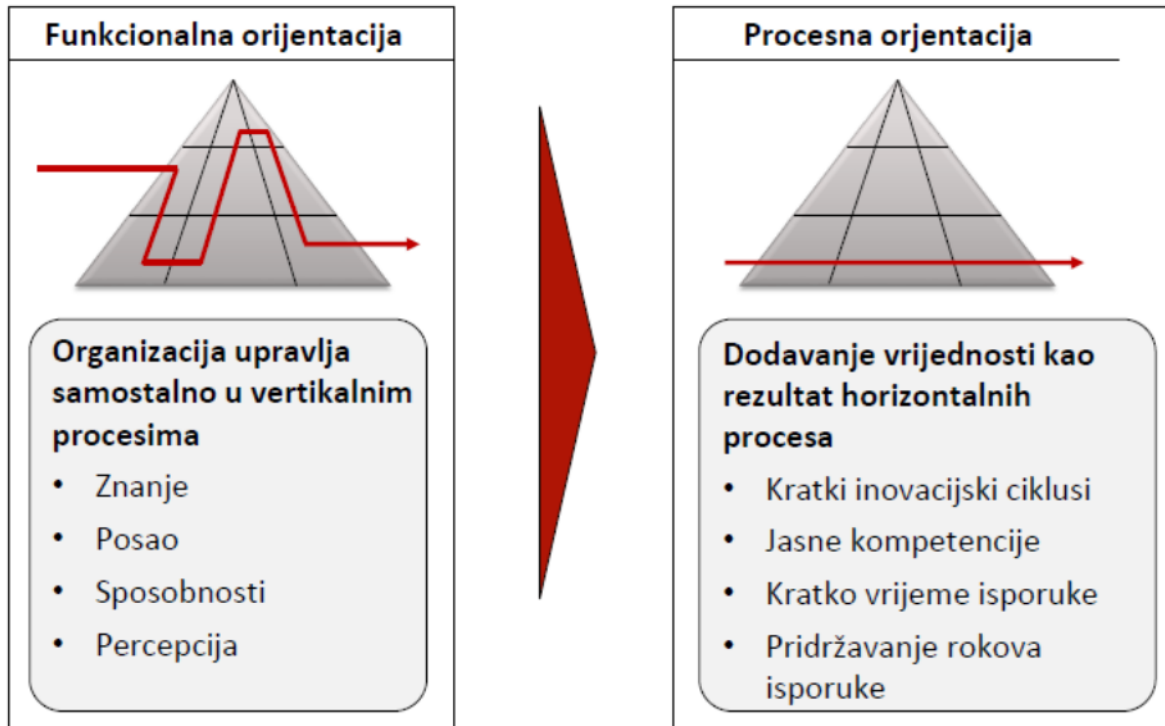 Funkcionalna orijentacija
Organizacija upravlja
samostalno u vertikalnim
procesima
• Znanje
• Posao
• Sposobnosti
• Percepcija
Procesna orjentacija
Dodavanje vrijednosti kao
rezultat horizontalnih
procesa
• Kratki inovacijski ciklusi
• Jasne kompetencije
• Kratko vrijeme isporuke
• Pridržavanje rokova
isporuke